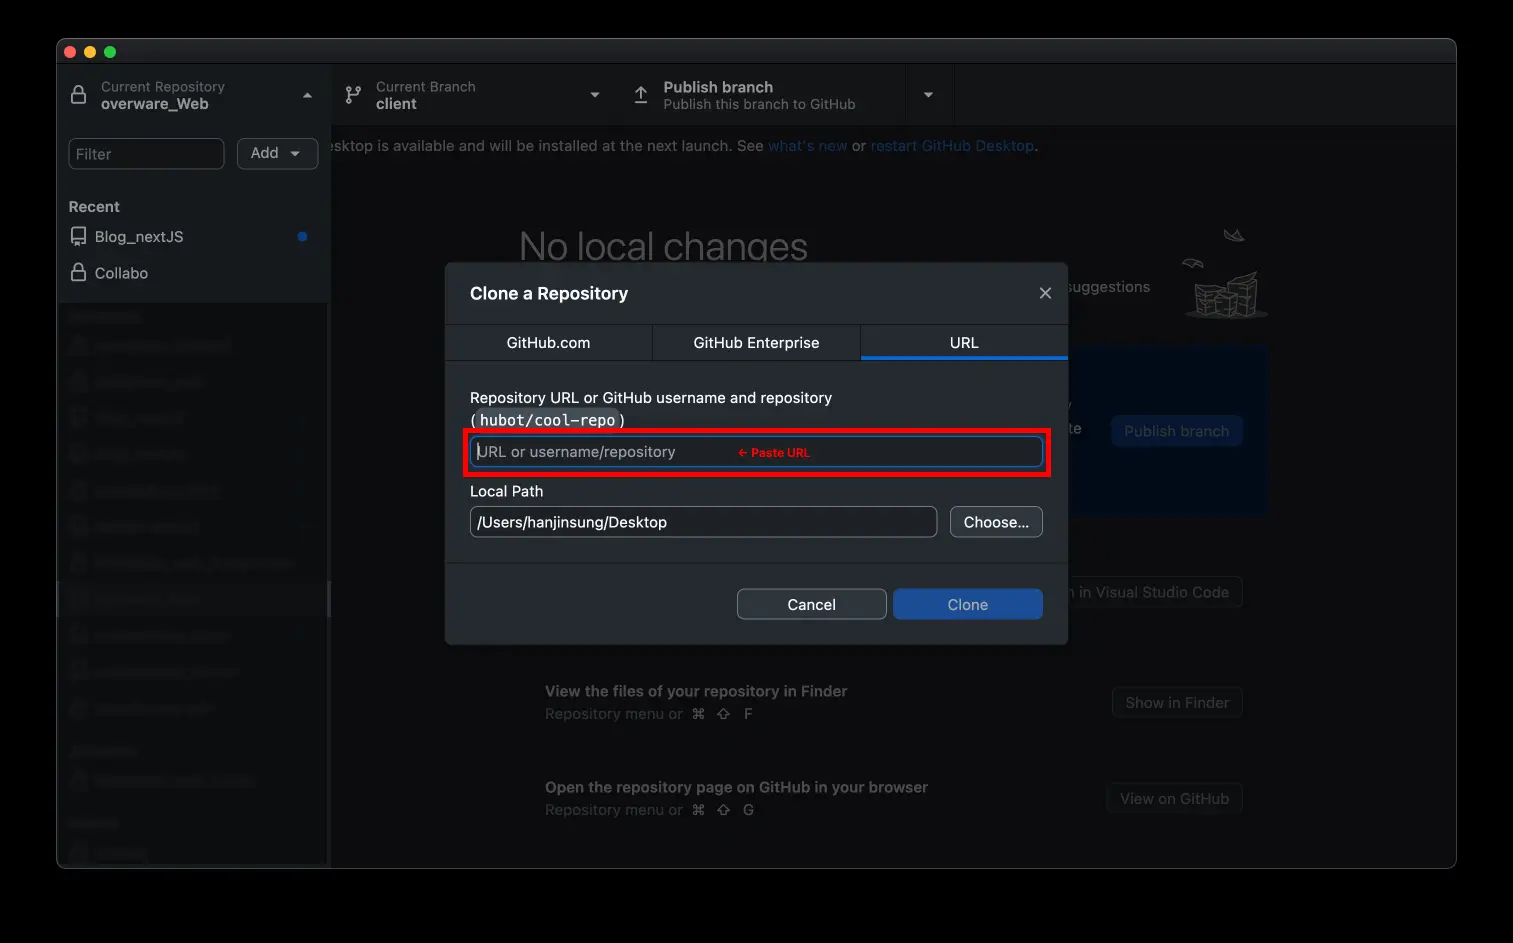 Current Repository
overware_Web
Current Branch
client
Publish branch
Publish this branch to GitHub
Filter
Add
esktop is available and will be installed at the next launch. See what's new or restart GitHub Desktop.
Recent
Blog_nextJS
Collabo
No local changes
suggestions
Clone a Repository
GitHub.com
GitHub Enterprise
URL
Repository URL or GitHub username and repository
(hubot/cool-repo)
URL or username/repository
← Paste URL
Local Path
/Users/hanjinsung/Desktop
Choose...
Cancel
Clone
Publish branch
in Visual Studio Code
View the files of your repository in Finder
Repository menu or ⌘ ⇧ F
Show in Finder
Open the repository page on GitHub in your browser
Repository menu or ⌘ ⇧ G
View on GitHub